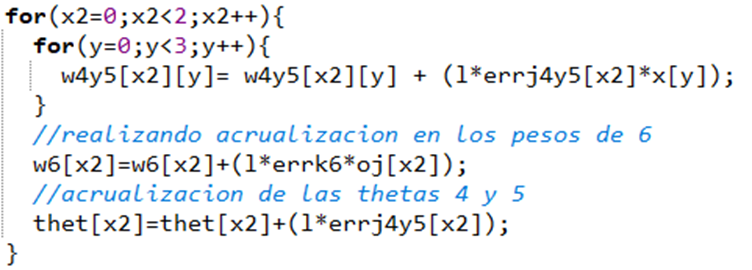 for(x2=0;x2<2;x2++){
for(y=0;y<3;y++){
w4y5[x2][y]= w4y5[x2][y] + (l*errj4y5[x2]*x[y]);
}
//realizando acrualizacion en los pesos de 6
w6[x2]=w6[x2]+(l*errk6*oj[x2]);
//acrualizacion de las thetas 4 y 5
thet[x2]=thet[x2]+(l*errj4y5[x2]);
}